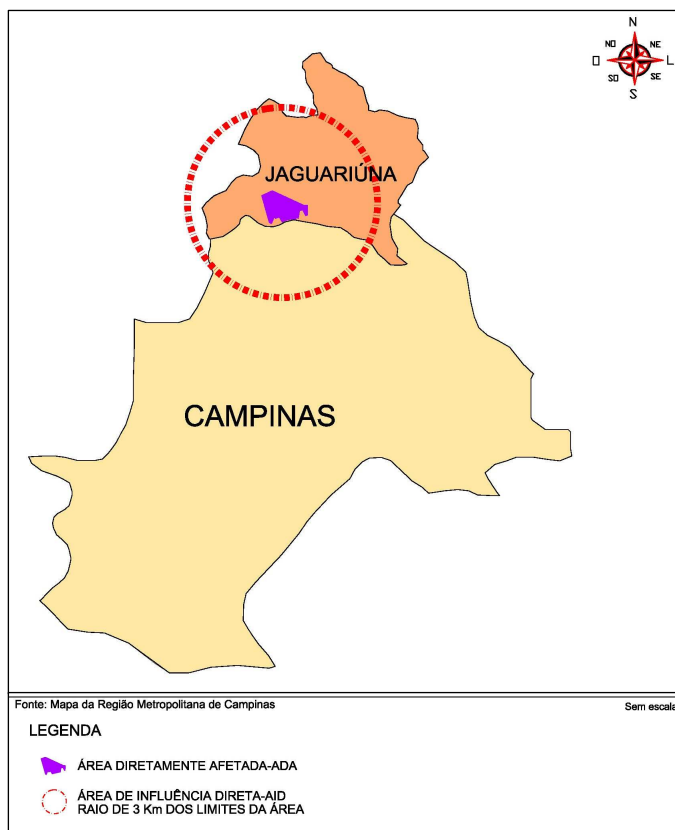 N
NO NE
O L
SO SE
S
JAGUARIÚNA
CAMPINAS
Fonte: Mapa da Região Metropolitana de Campinas
Sem escala
LEGENDA
ÁREA DIRETAMENTE AFETADA-ADA
ÁREA DE INFLUÊNCIA DIRETA-AID
RAIO DE 3 Km DOS LIMITES DA ÁREA